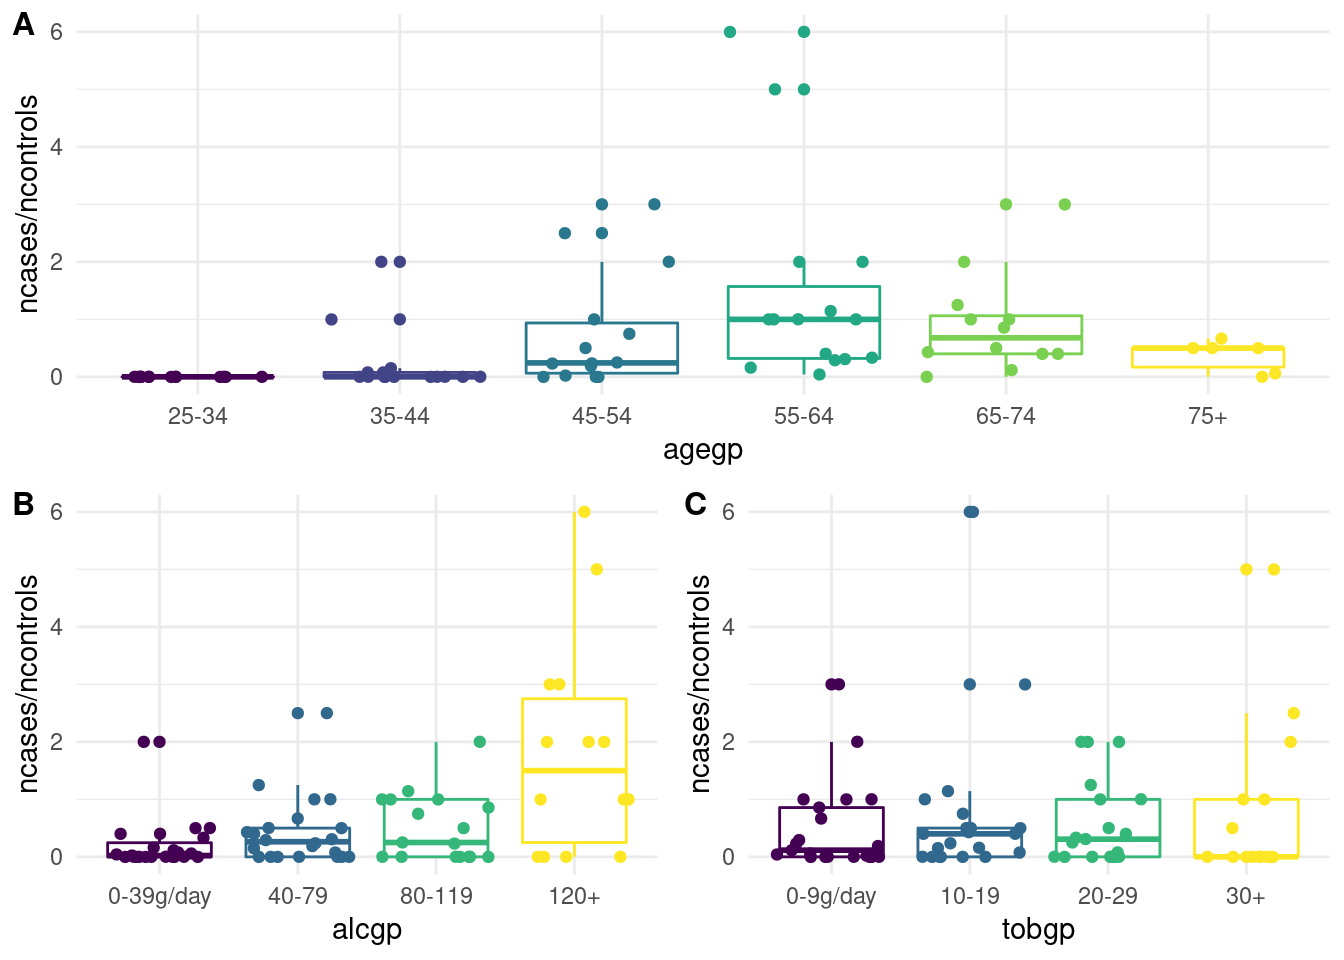 A
6
4
2
0
ncases/ncontrols
25-34 35-44 45-54 55-64 65-74 75+
agegp
B
6
4
2
0
ncases/ncontrols
0-39g/day 40-79 80-119 120+
alcgp
C
6
4
2
0
ncases/ncontrols
0-9g/day 10-19 20-29 30+
tobgp